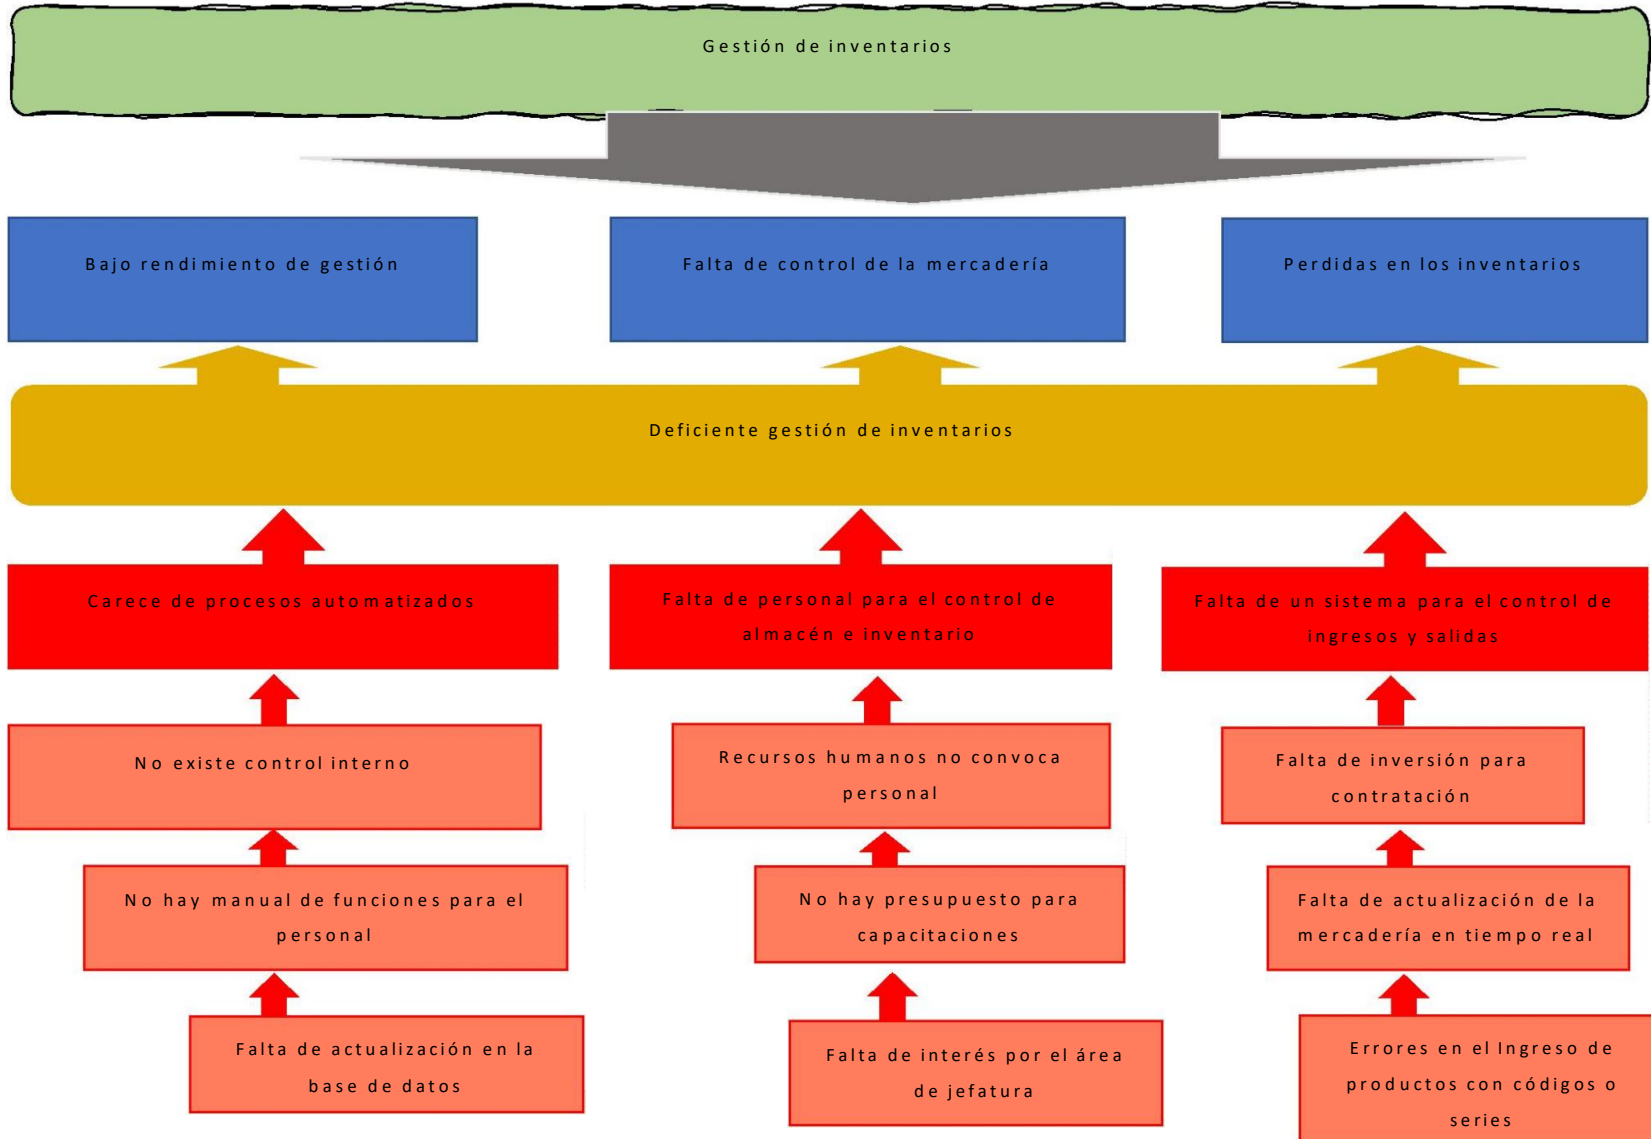 Gestión de inventarios
Bajo rendimiento de gestión
Falta de control de la mercadería
Perdidas en los inventarios
Deficiente gestión de inventarios
Carece de procesos automatizados
Falta de personal para el control de
almacén e inventario
Falta de un sistema para el control de
ingresos y salidas
No existe control interno
Recursos humanos no convoca
personal
Falta de inversión para
contratación
No hay manual de funciones para el
personal
No hay presupuesto para
capacitaciones
Falta de actualización de la
mercadería en tiempo real
Falta de actualización en la
base de datos
Falta de interés por el área
de jefatura
Errores en el Ingreso de
productos con códigos o
series